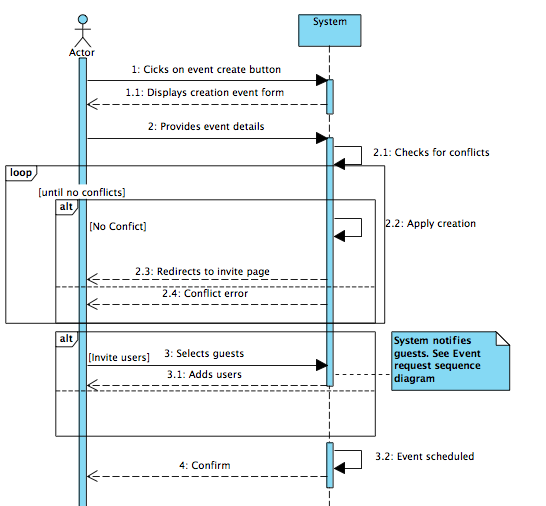 System
Actor
1: Cicks on event create button
1.1: Displays creation event form
2: Provides event details
2.1: Checks for conflicts
loop
[until no conflicts]
alt
[No Confict]
2.2: Apply creation
2.3: Redirects to invite page
2.4: Conflict error
alt
[Invite users]
3: Selects guests
3.1: Adds users
System notifies
guests. See Event
request sequence
diagram
3.2: Event scheduled
4: Confirm